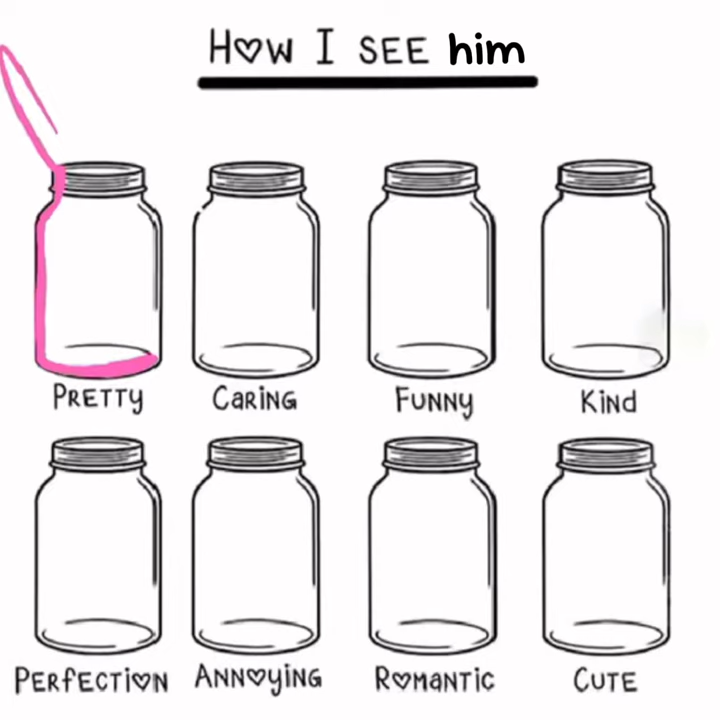 How I SEE him
PRETTy
CARING
FUNNy
KINd
PERfECTION
ANNOyING
ROMANTIC
CUTE